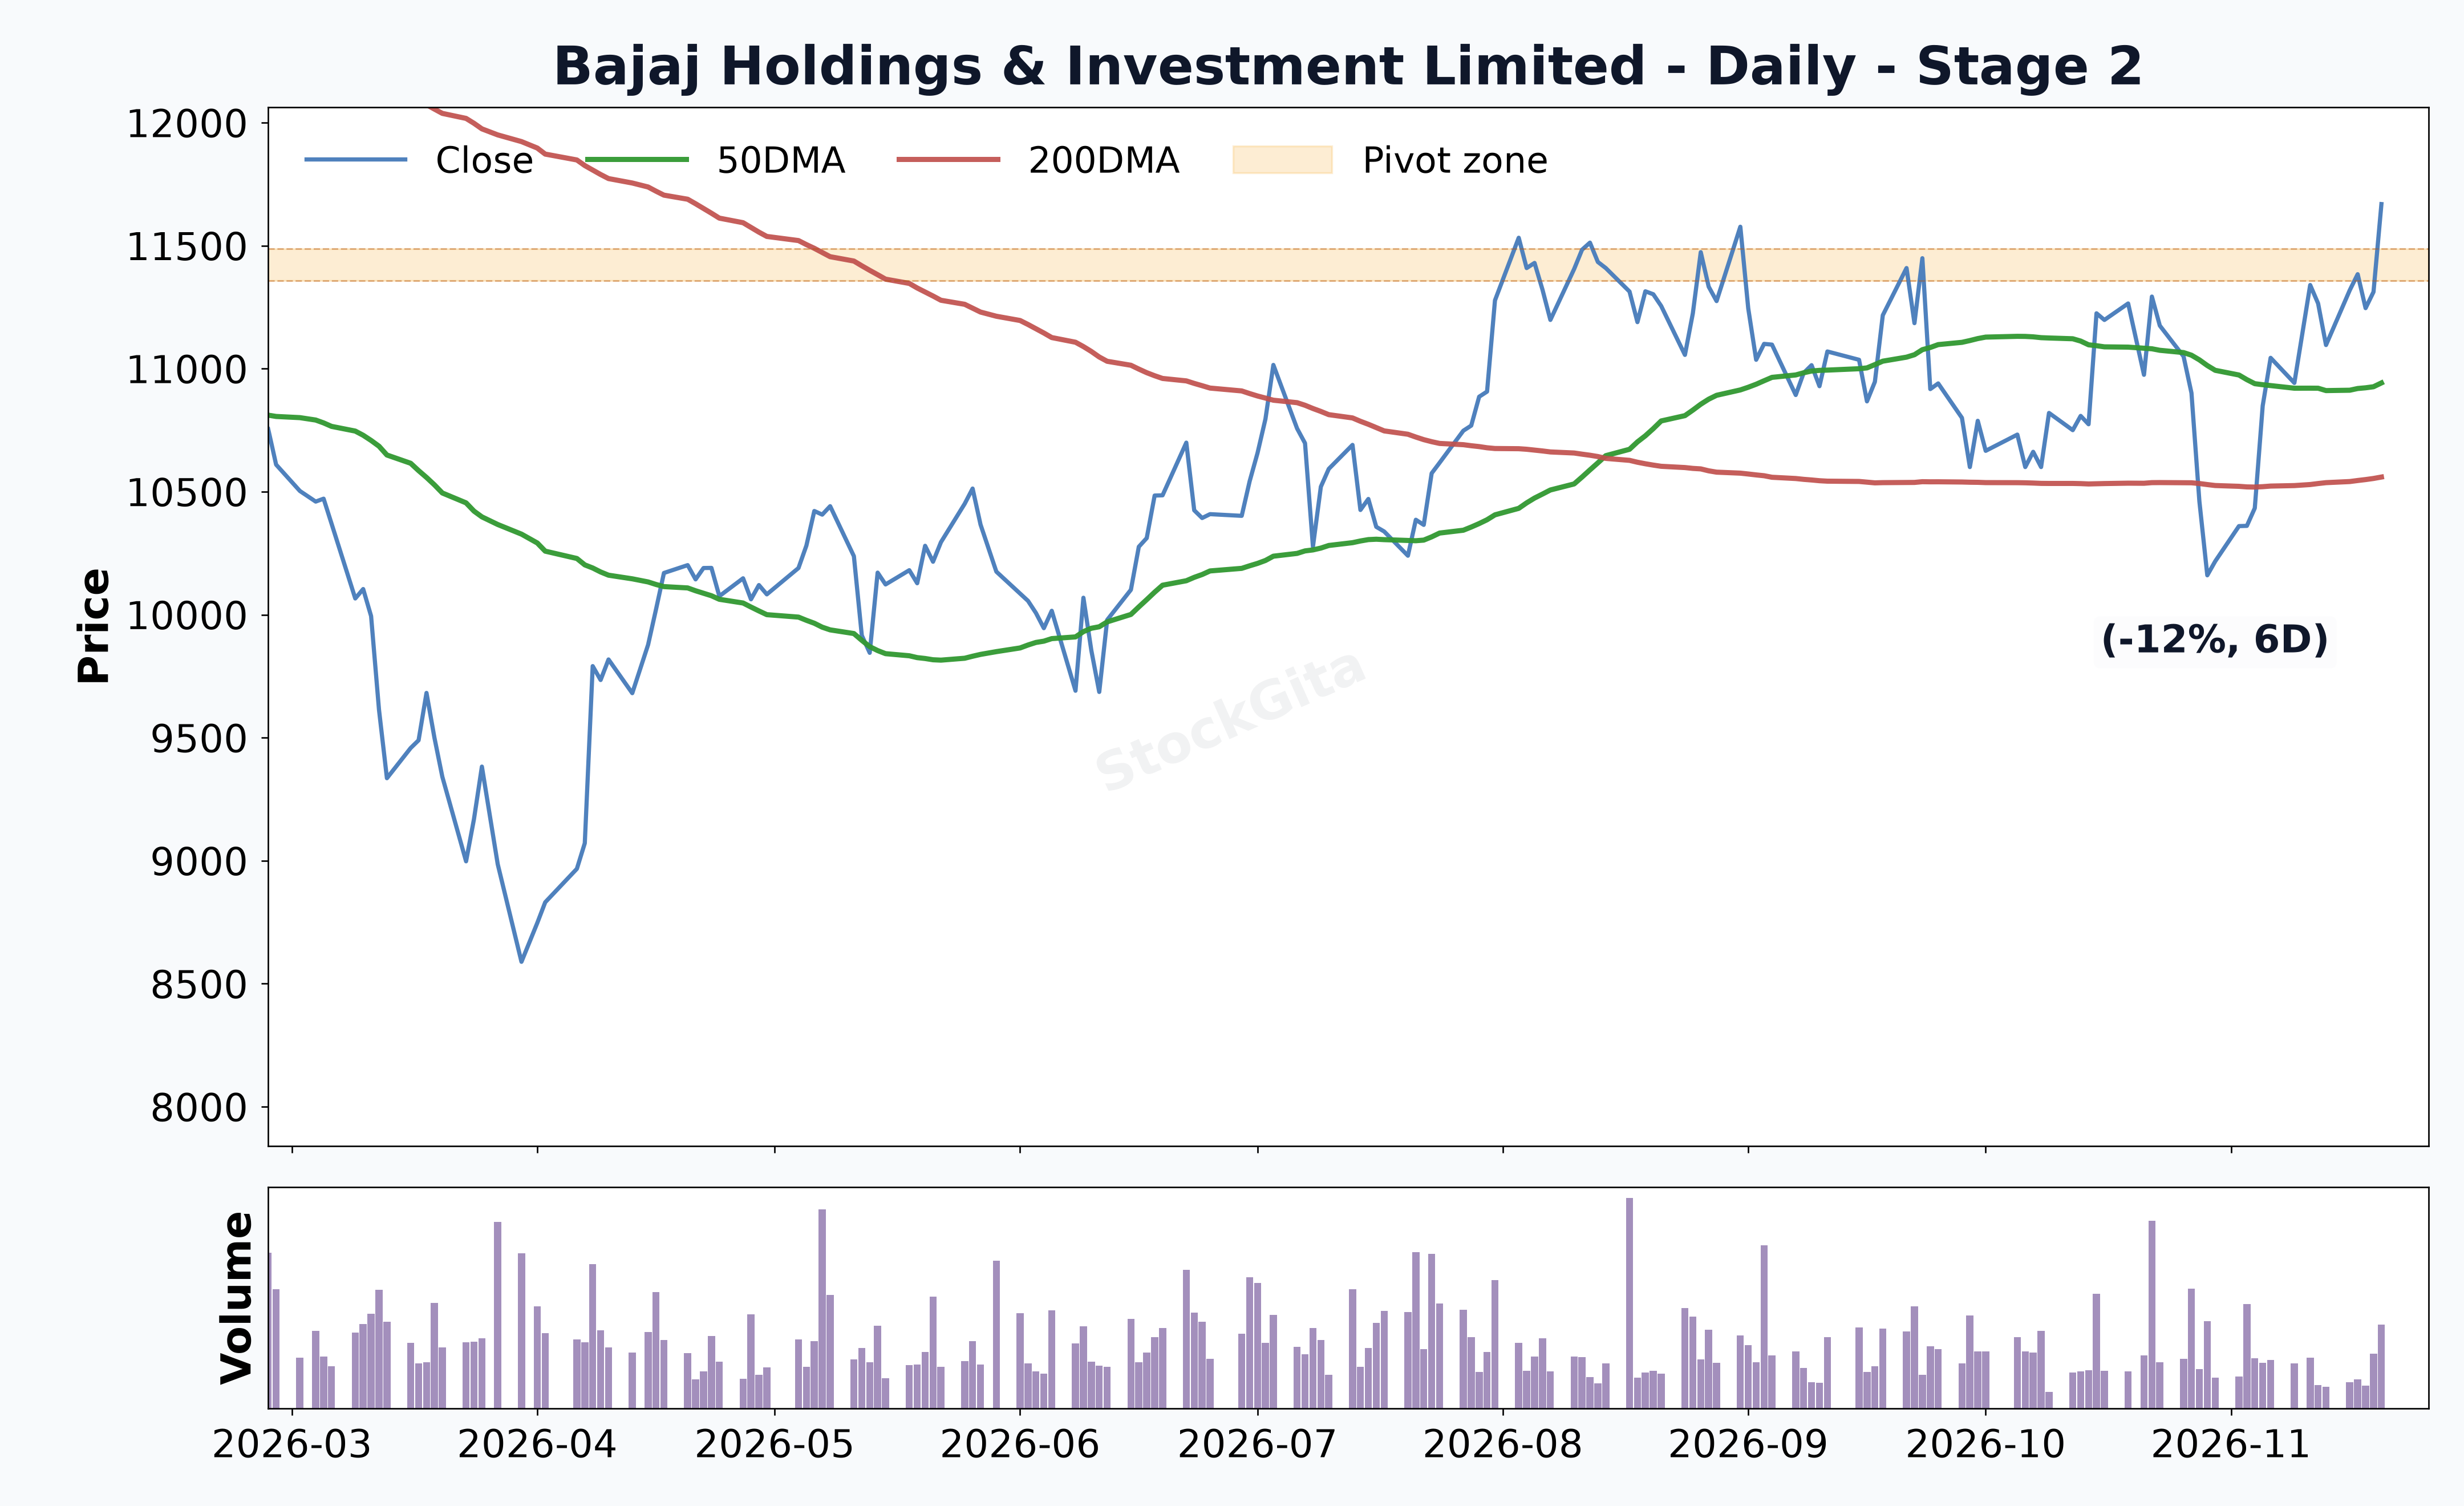 Bajaj Holdings & Investment Limited - Daily - Stage 2
Close 50DMA 200DMA Pivot zone
12000
11500
11000
10500
10000
9500
9000
8500
8000
Price
(-12%, 6D)
StockGita
Volume
2026-03 2026-04 2026-05 2026-06 2026-07 2026-08 2026-09 2026-10 2026-11